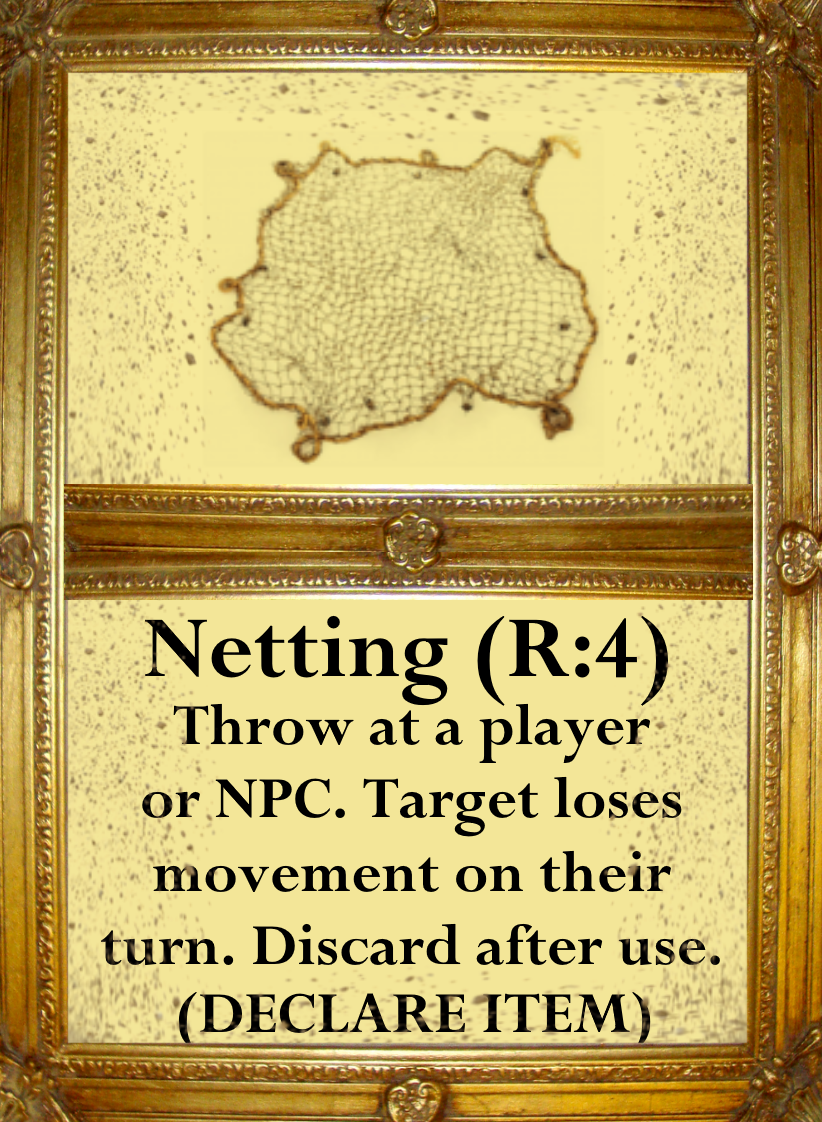 Netting (R:4)
Throw at a player
or NPC. Target loses
movement on their
turn. Discard after use.
(DECLARE ITEM)